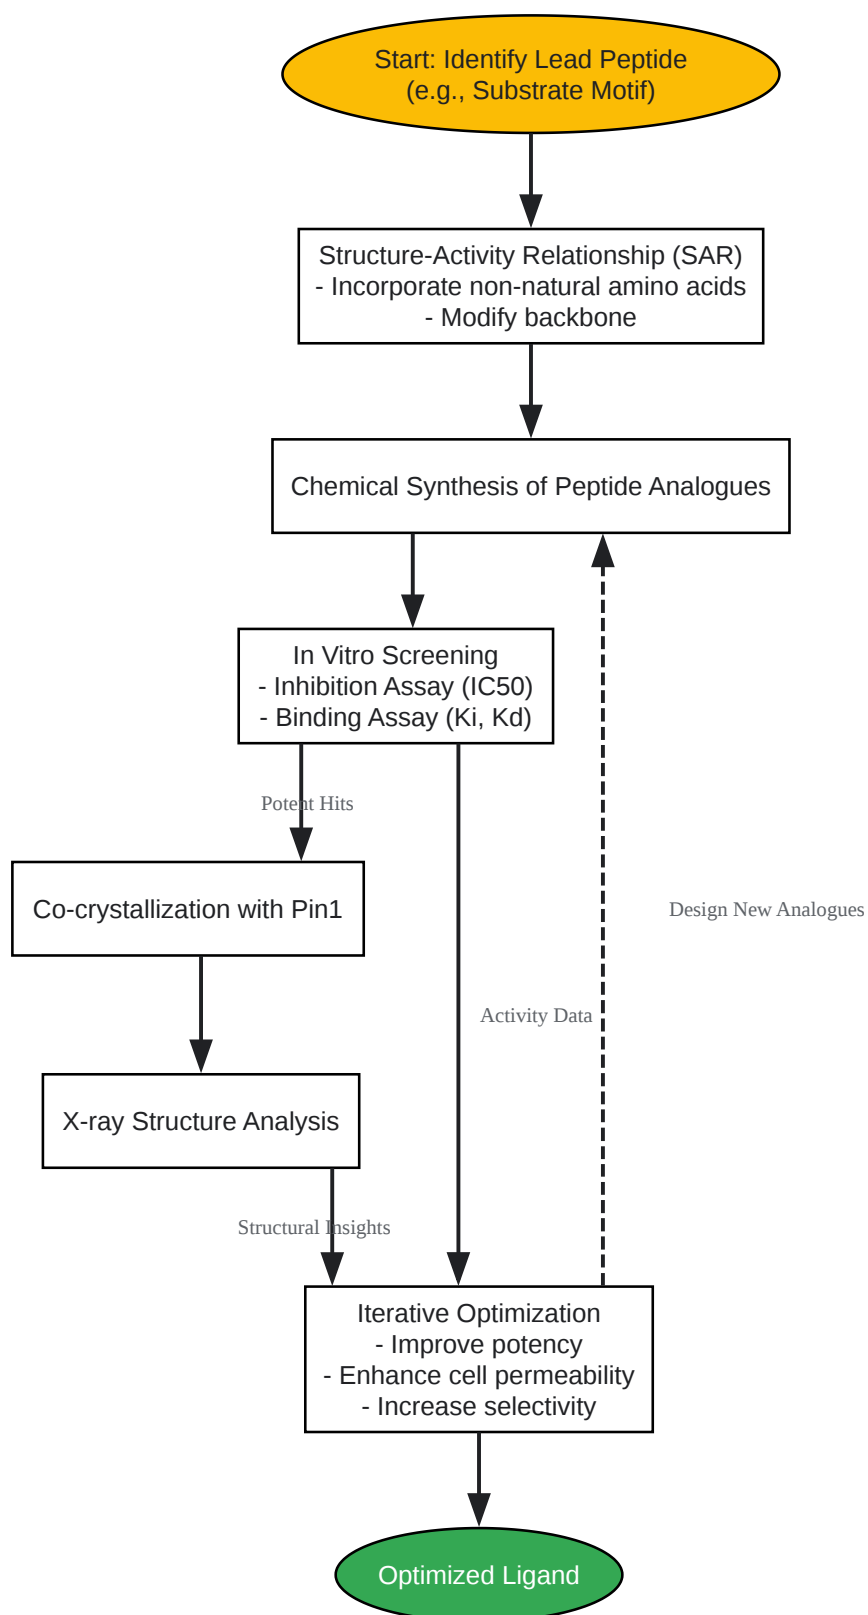 Start: Identify Lead Peptide
(e.g., Substrate Motif)
Structure-Activity Relationship (SAR)
- Incorporate non-natural amino acids
- Modify backbone
Chemical Synthesis of Peptide Analogues
In Vitro Screening
- Inhibition Assay (IC50)
- Binding Assay (Ki, Kd)
Potent Hits
Co-crystallization with Pin1
Design New Analogues
Activity Data
X-ray Structure Analysis
Structural Insights
Iterative Optimization
- Improve potency
- Enhance cell permeability
- Increase selectivity
Optimized Ligand